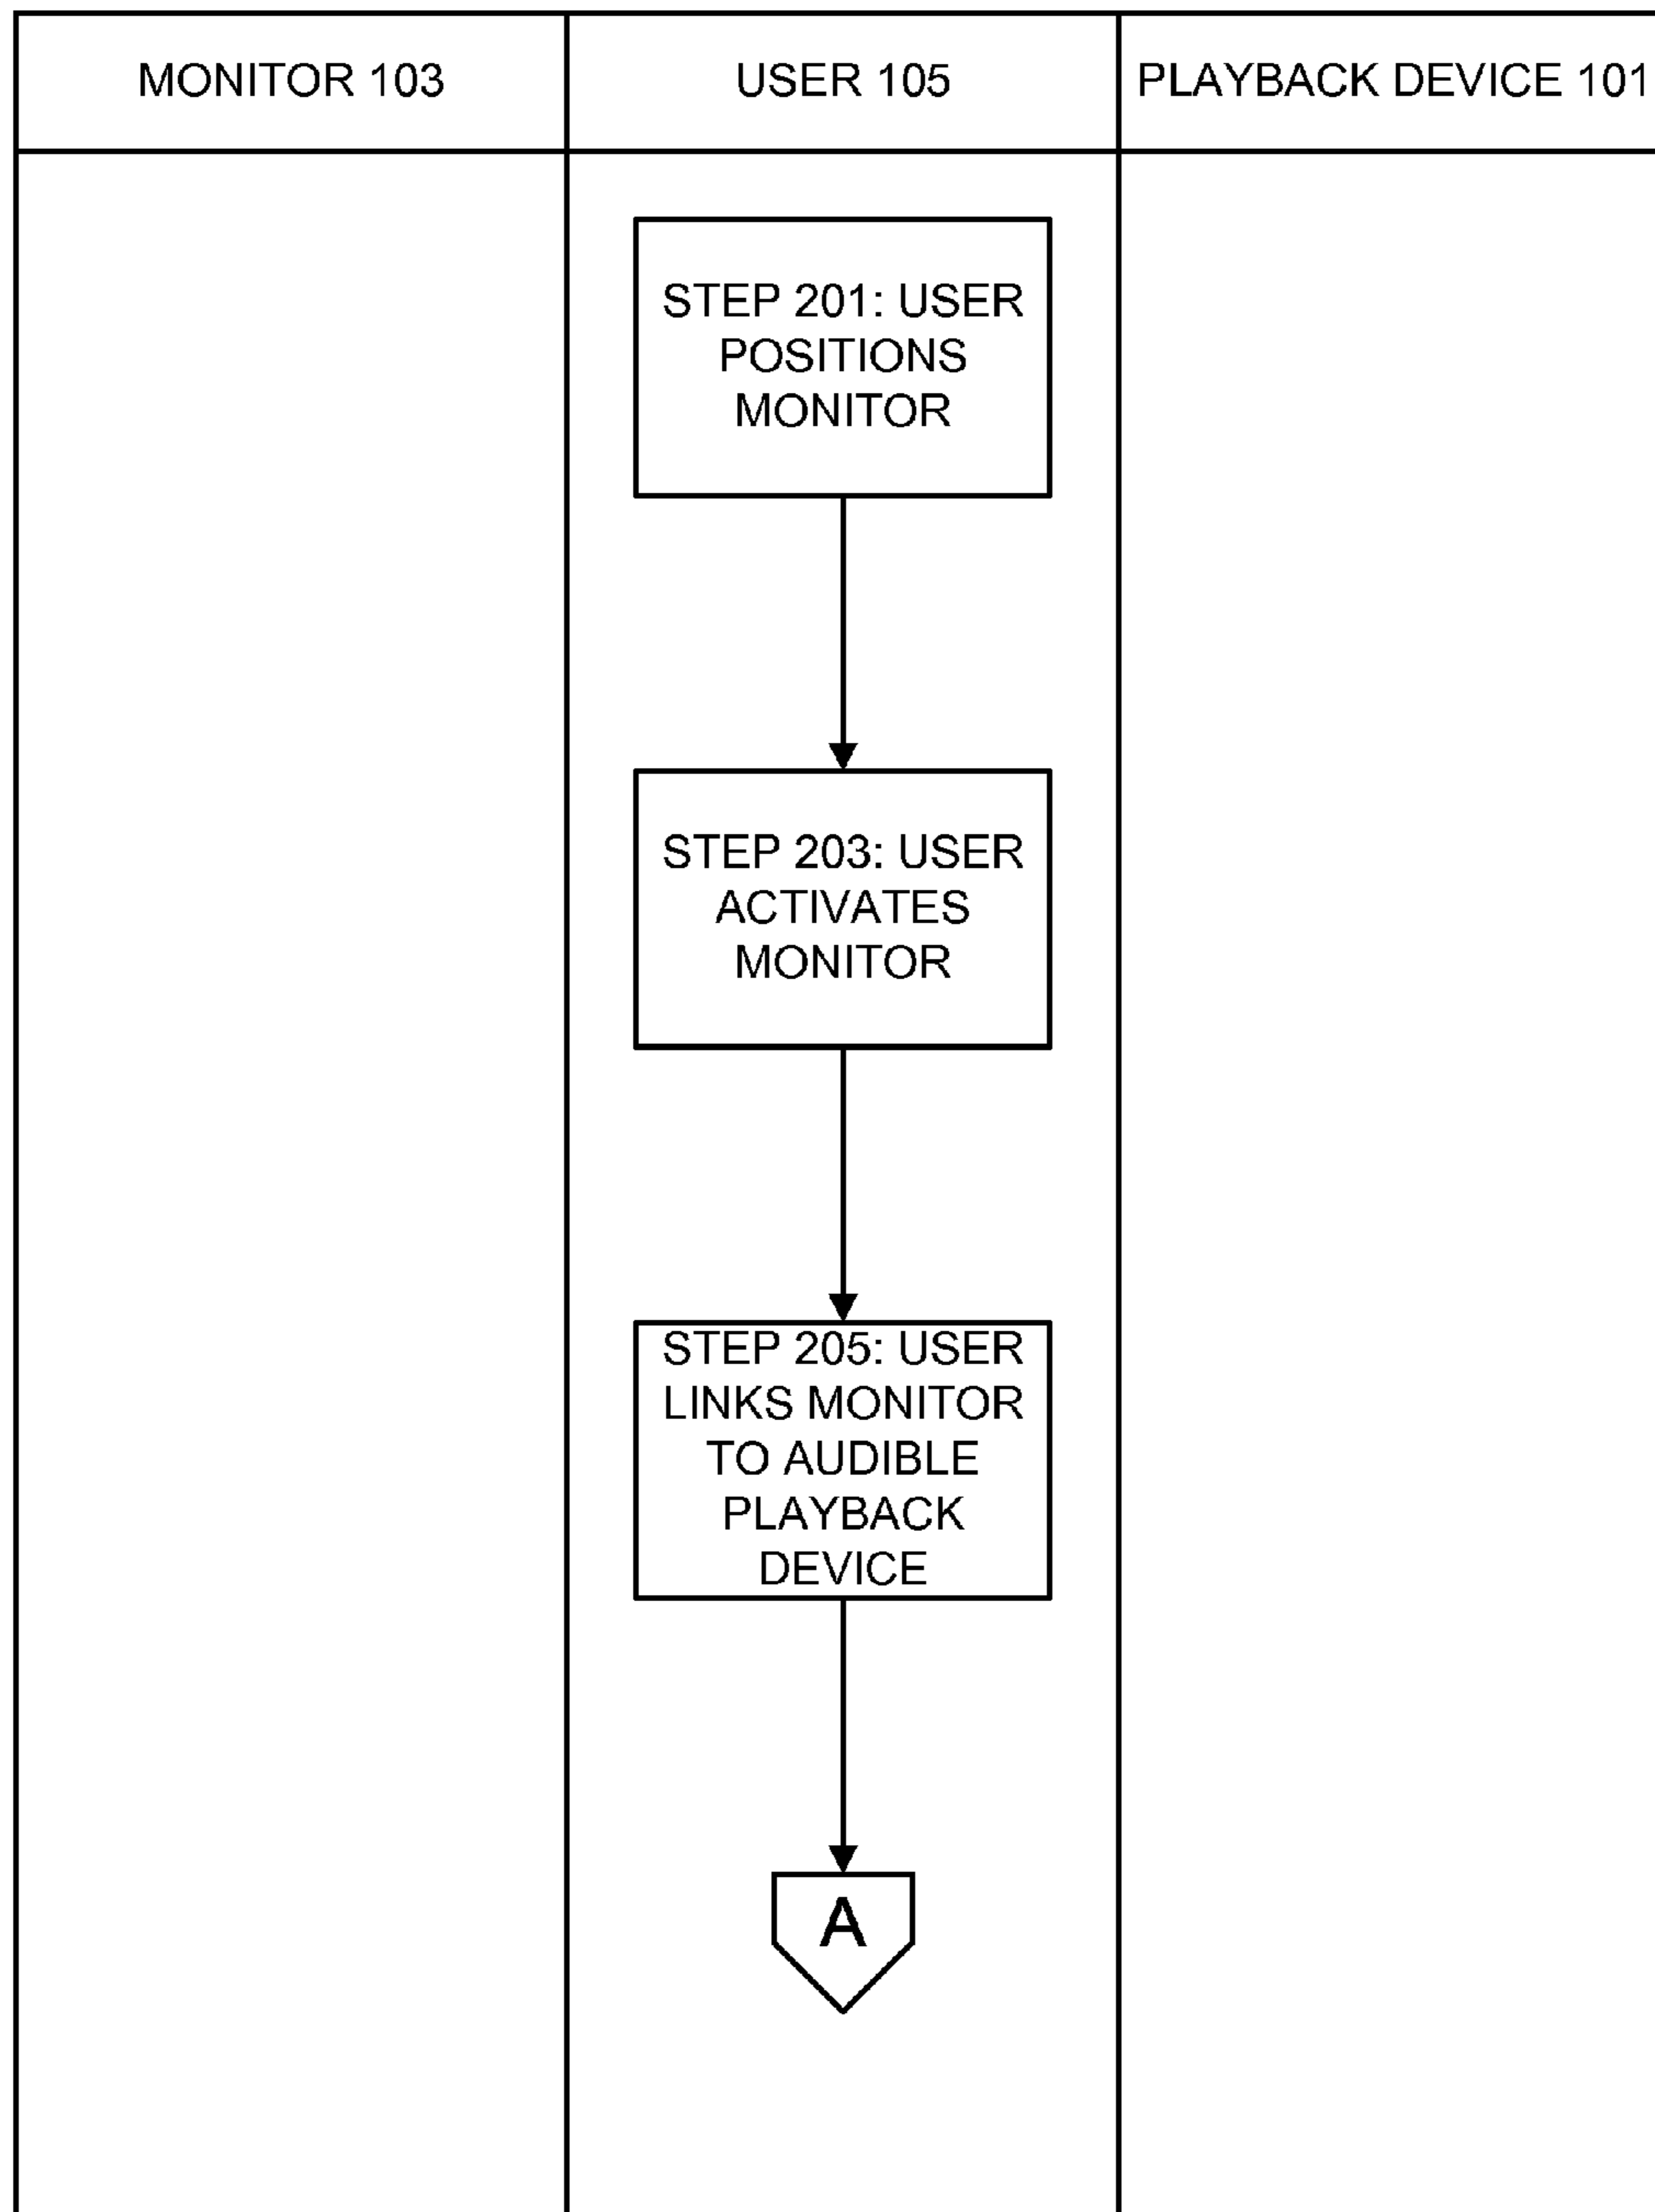 MONITOR 103
USER 105
PLAYBACK DEVICE 101
STEP 201: USER
POSITIONS
MONITOR
STEP 203: USER
ACTIVATES
MONITOR
STEP 205: USER
LINKS MONITOR
TO AUDIBLE
PLAYBACK
DEVICE
A